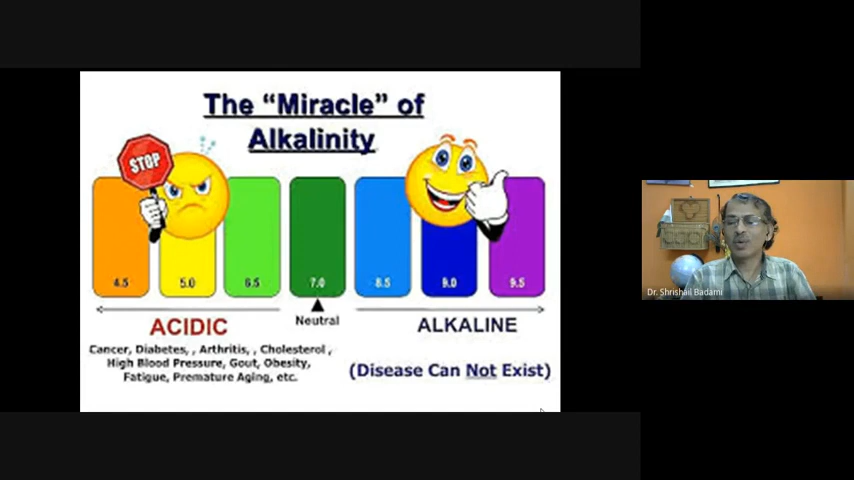 The “Miracle” of
Alkalinity
STOP
4.5 5.0 6.5 7.0 8.5 9.0 9.5
Neutral
ACIDIC
ALKALINE
Cancer, Diabetes, , Arthritis, , Cholesterol ,
High Blood Pressure, Gout, Obesity,
Fatigue, Premature Aging, etc.
(Disease Can Not Exist)
Dr. Shrishail Badami